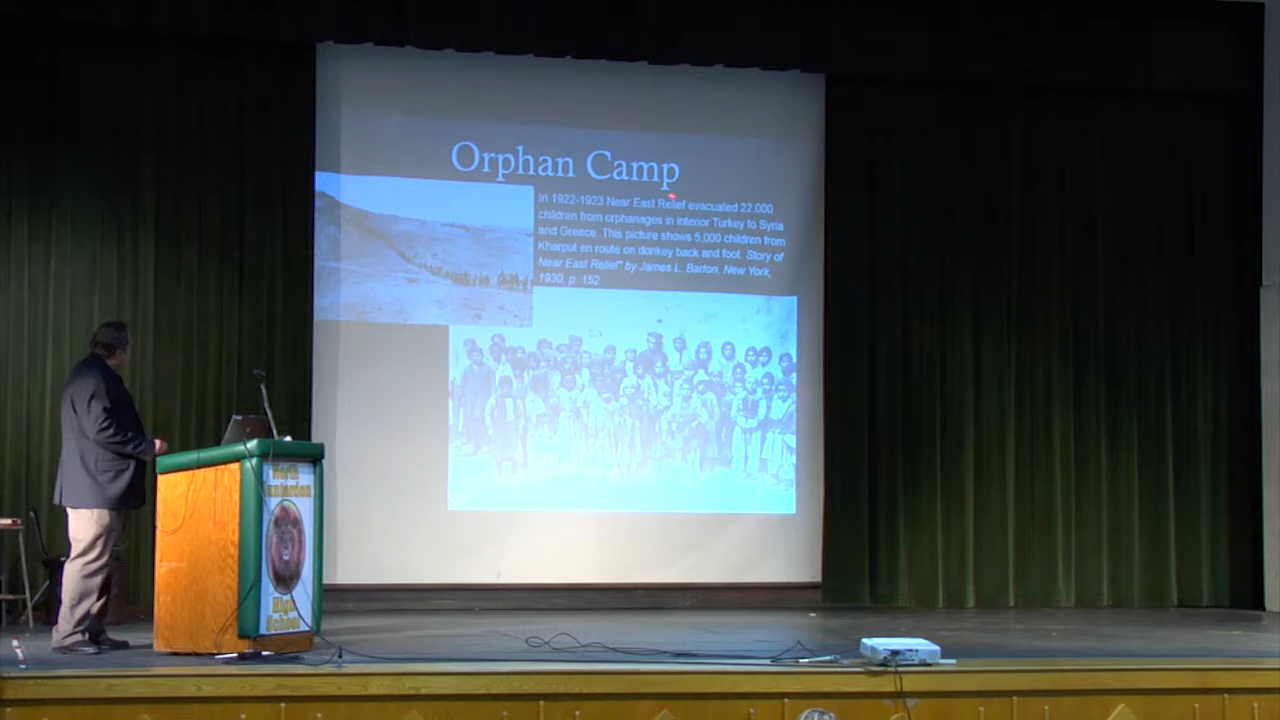 Orphan Camp
In 1922-1923 Near East Relief evacuated 22,000
children from orphanages in interior Turkey to Syria
and Greece. This picture shows 5,000 children from
Kharput en route on donkey back and foot. Story of
Near East Relief" by James L. Barton, New York,
1930, p. 152
North
Hunterdon
High
School